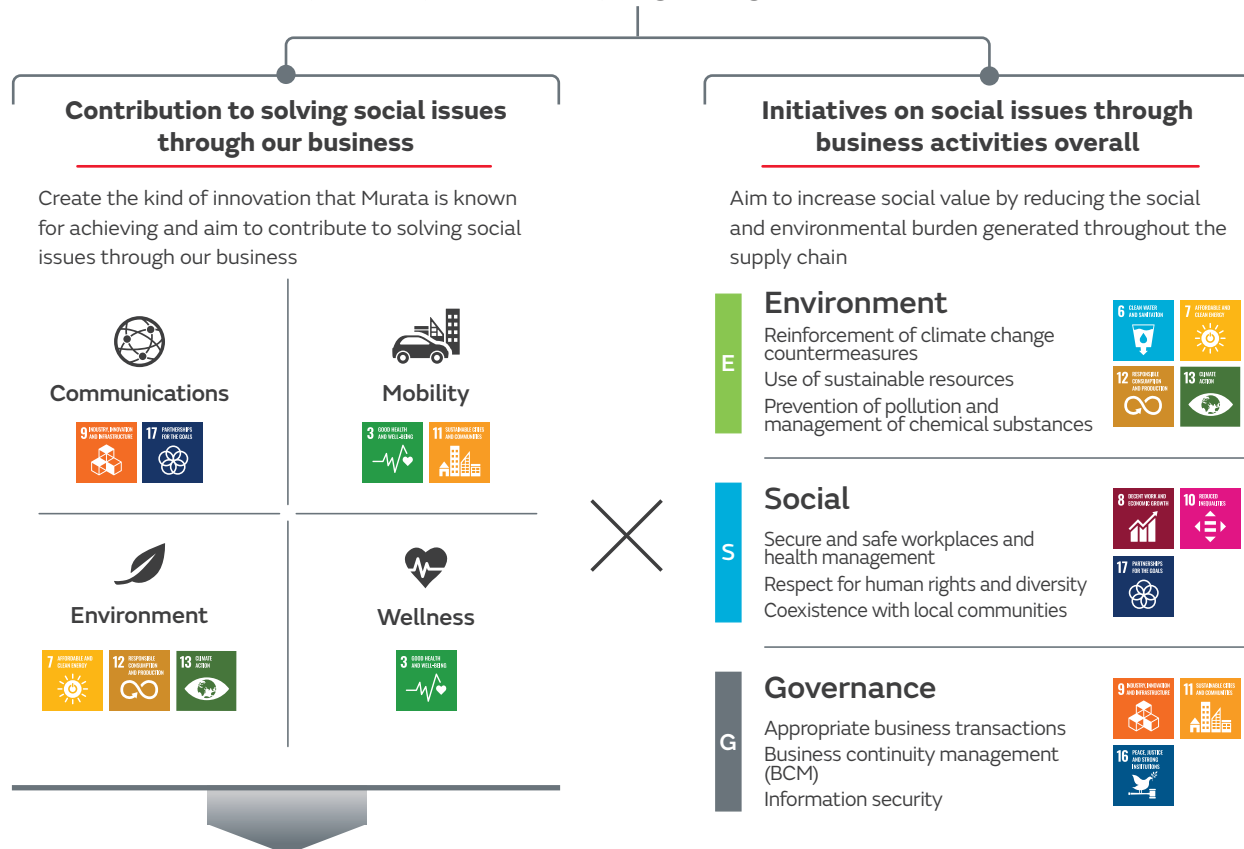 Contribution to solving social issues
through our business
Create the kind of innovation that Murata is known
for achieving and aim to contribute to solving social
issues through our business
Communications
9 INDUSTRY, INNOVATION
AND INFRASTRUCTURE
17 PARTNERSHIPS
FOR THE GOALS
Mobility
3 GOOD HEALTH
AND WELL-BEING
11 SUSTAINABLE CITIES
AND COMMUNITIES
Environment
7 AFFORDABLE AND
CLEAN ENERGY
12 RESPONSIBLE
CONSUMPTION
AND PRODUCTION
13 CLIMATE
ACTION
Wellness
3 GOOD HEALTH
AND WELL-BEING
Initiatives on social issues through
business activities overall
Aim to increase social value by reducing the social
and environmental burden generated throughout the
supply chain
E
Environment
Reinforcement of climate change
countermeasures
Use of sustainable resources
Prevention of pollution and
management of chemical substances
6 CLEAN WATER
AND SANITATION
7 AFFORDABLE AND
CLEAN ENERGY
12 RESPONSIBLE
CONSUMPTION
AND PRODUCTION
13 CLIMATE
ACTION
S
Social
Secure and safe workplaces and
health management
Respect for human rights and diversity
Coexistence with local communities
8 DECENT WORK AND
ECONOMIC GROWTH
10 REDUCED
INEQUALITIES
17 PARTNERSHIPS
FOR THE GOALS
G
Governance
Appropriate business transactions
Business continuity management
(BCM)
Information security
9 INDUSTRY, INNOVATION
AND INFRASTRUCTURE
11 SUSTAINABLE CITIES
AND COMMUNITIES
16 PEACE, JUSTICE
AND STRONG
INSTITUTIONS